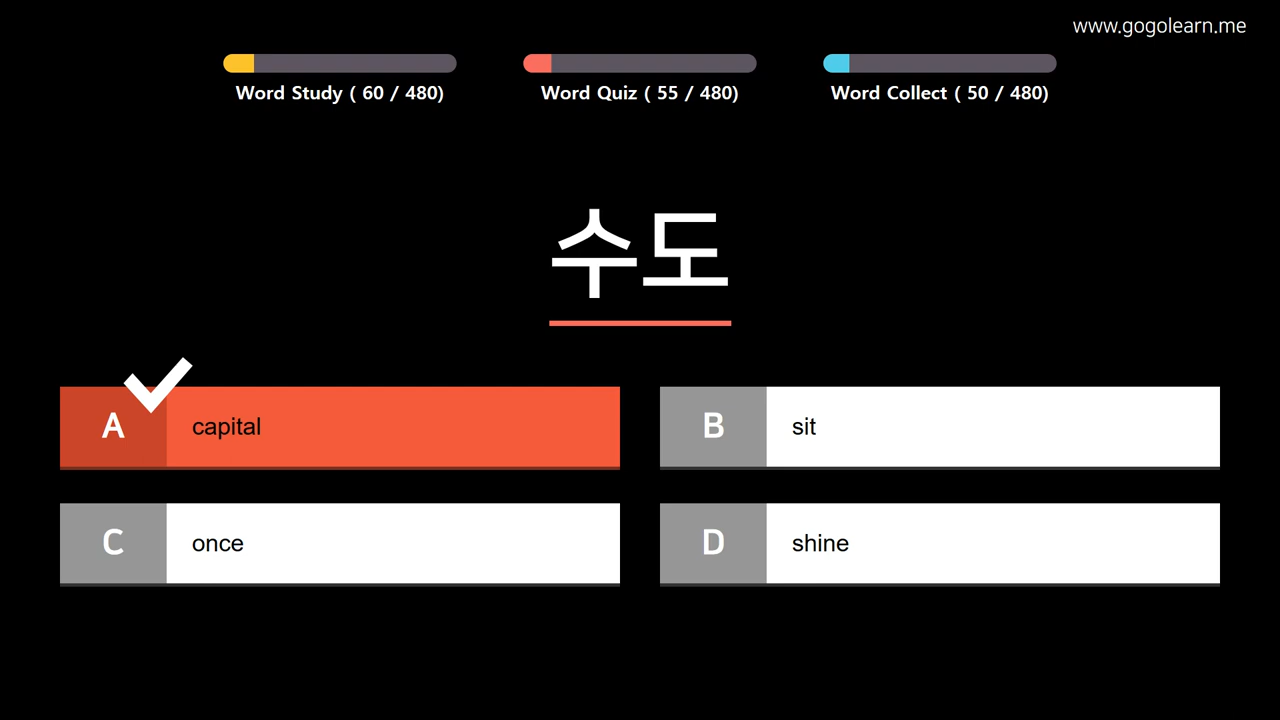 www.gogolearn.me
Word Study ( 60 / 480)
Word Quiz ( 55 / 480)
Word Collect ( 50 / 480)
수도
A capital
B sit
C once
D shine